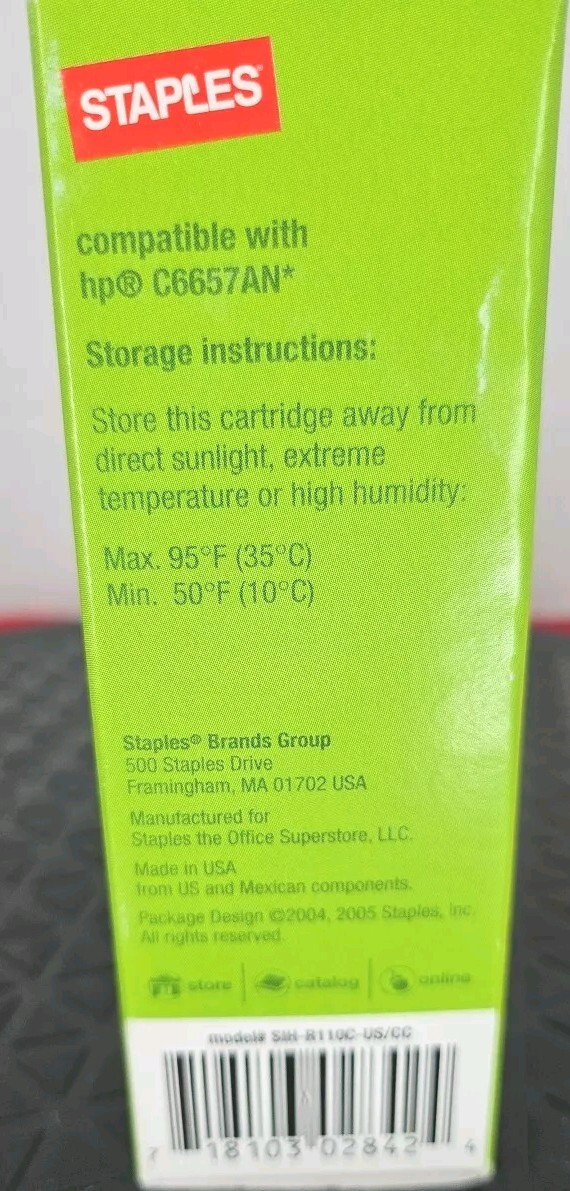 STAPLES®
compatible with
hp® C6657AN*
Storage instructions:
Store this cartridge away from
direct sunlight, extreme
temperature or high humidity:
Max. 95°F (35°C)
Min. 50°F (10°C)
Staples® Brands Group
500 Staples Drive
Framingham, MA 01702 USA
Manufactured for
Staples the Office Superstore, LLC.
Made in USA
from US and Mexican components.
Package Design ©2004, 2005 Staples, Inc.
All rights reserved.
store | catalog | online
model# SIH-R110C-US/CC
7 18103 02842 4